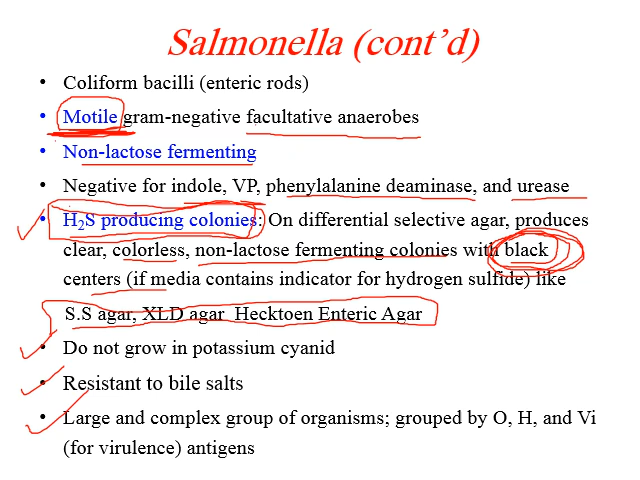 Salmonella (cont’d)
• Coliform bacilli (enteric rods)
• Motile gram-negative facultative anaerobes
• Non-lactose fermenting
• Negative for indole, VP, phenylalanine deaminase, and urease
• H₂S producing colonies: On differential selective agar, produces
clear, colorless, non-lactose fermenting colonies with black
centers (if media contains indicator for hydrogen sulfide) like
S.S agar, XLD agar Hecktoen Enteric Agar
• Do not grow in potassium cyanid
• Resistant to bile salts
• Large and complex group of organisms; grouped by O, H, and Vi
(for virulence) antigens